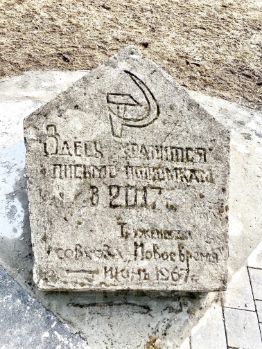 Здесь хранится
письмо потомкам
в 2017 г.
Труженики
совхоза „Новое время"
июнь 1967 г.